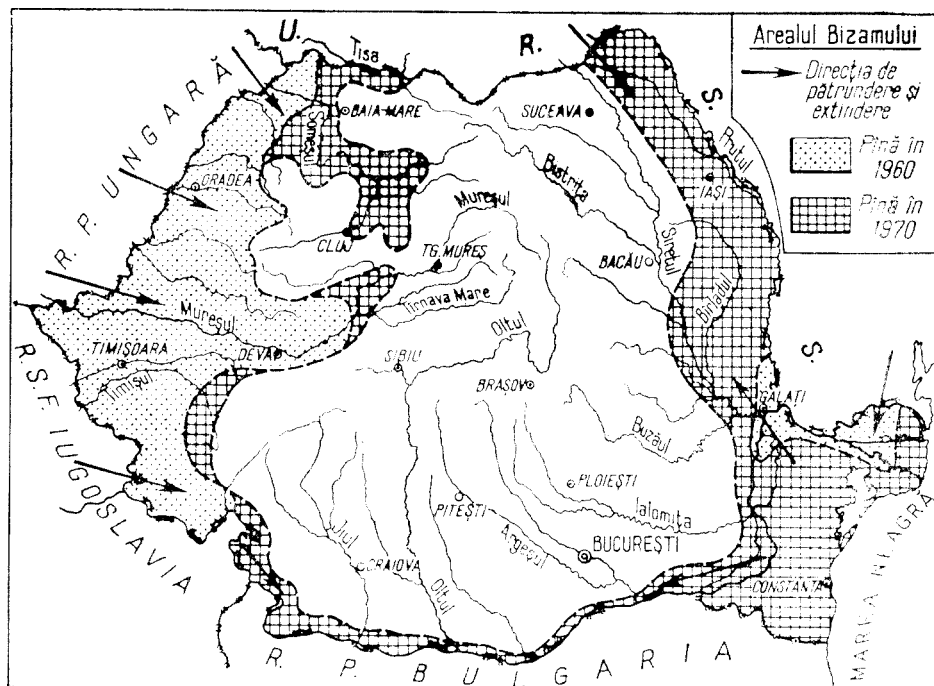 Arealul Bizamului
Direcția de
pătrundere și
extindere
Pînă în
1960
Pînă în
1970
U. R. S. S.
R. P. UNGARĂ
R.S.F. IUGOSLAVIA
R. P. BULGARIA
MAREA NEAGRĂ
Tisa
Someșul
BAIA-MARE
SUCEAVA
Prutul
IAȘI
ORADEA
Bistrița
Mureșul
CLUJ
TG. MUREȘ
BACĂU
Siretul
Bîrladul
Tîrnava Mare
Mureșul
Oltul
TIMIȘOARA
DEVA
SIBIU
Timișul
BRAȘOV
GALAȚI
Buzăul
PLOIEȘTI
PITEȘTI
Ialomița
Jiul
Argeșul
BUCUREȘTI
CRAIOVA
Oltul
CONSTANȚA